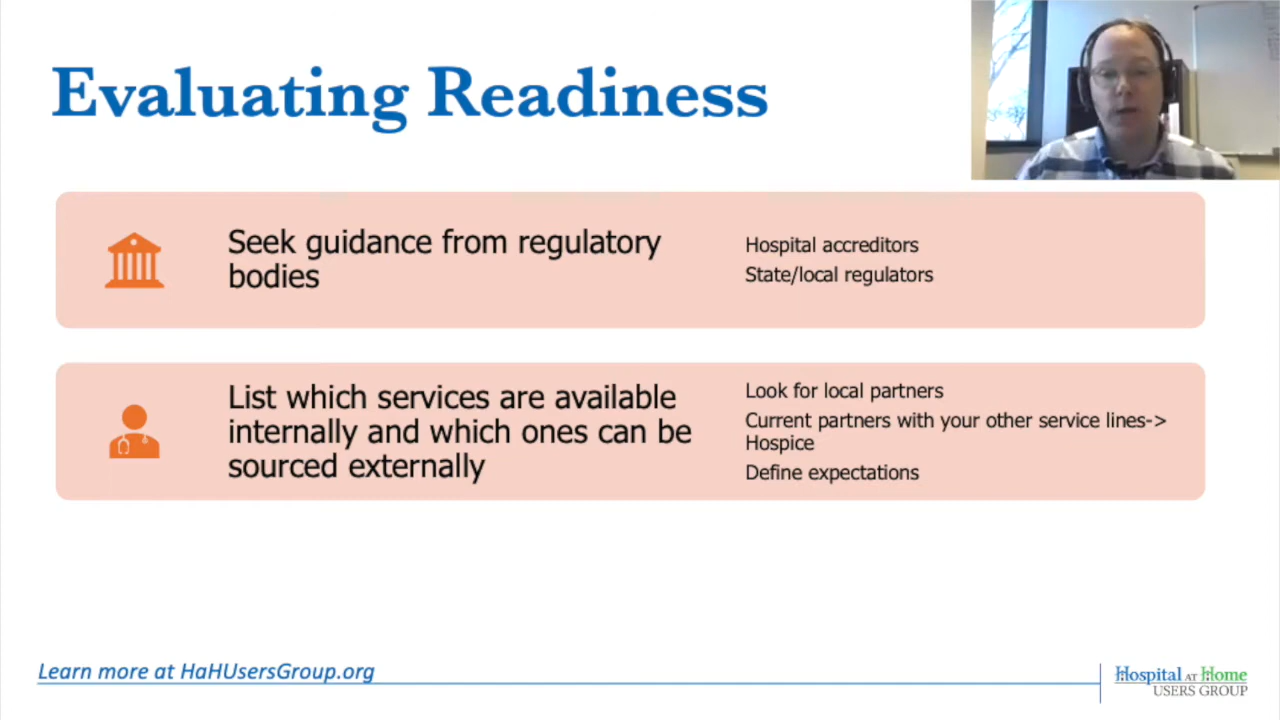 Evaluating Readiness
Seek guidance from regulatory
bodies
Hospital accreditors
State/local regulators
List which services are available
internally and which ones can be
sourced externally
Look for local partners
Current partners with your other service lines->
Hospice
Define expectations
Learn more at HaHUsersGroup.org
Hospital AT Home
USERS GROUP